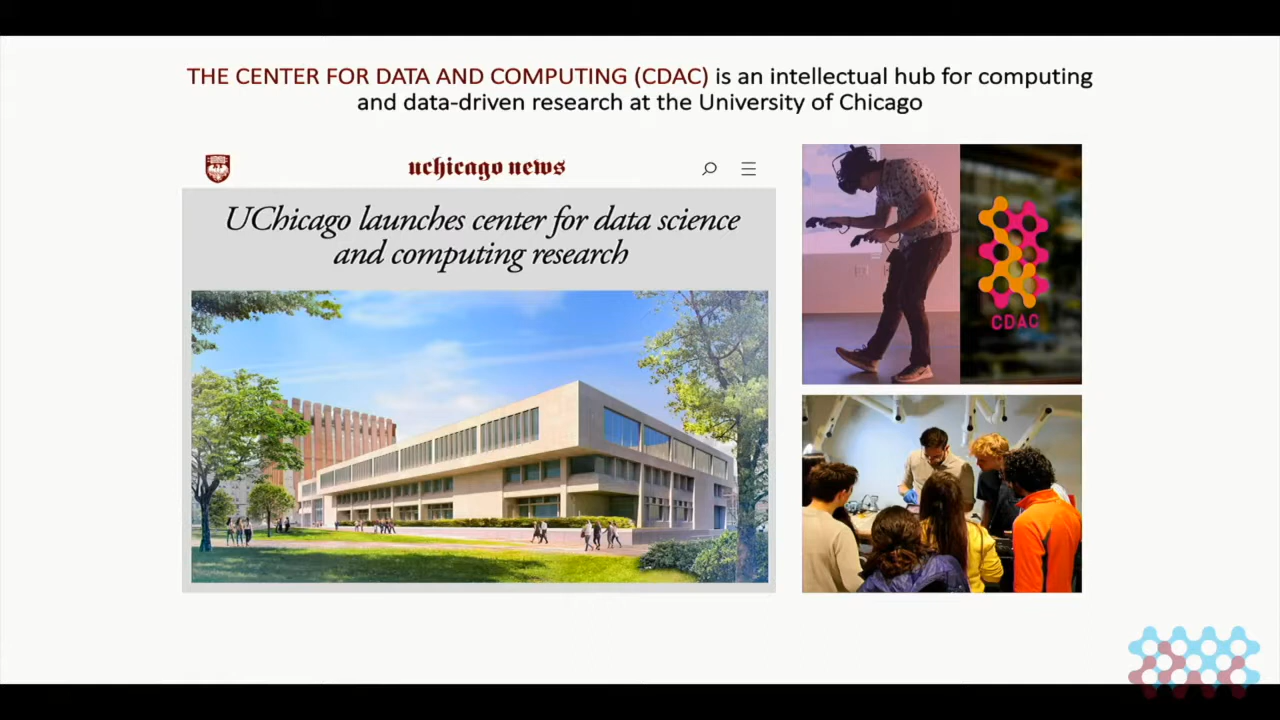 THE CENTER FOR DATA AND COMPUTING (CDAC) is an intellectual hub for computing
and data-driven research at the University of Chicago
uchicago news
UChicago launches center for data science
and computing research
CDAC